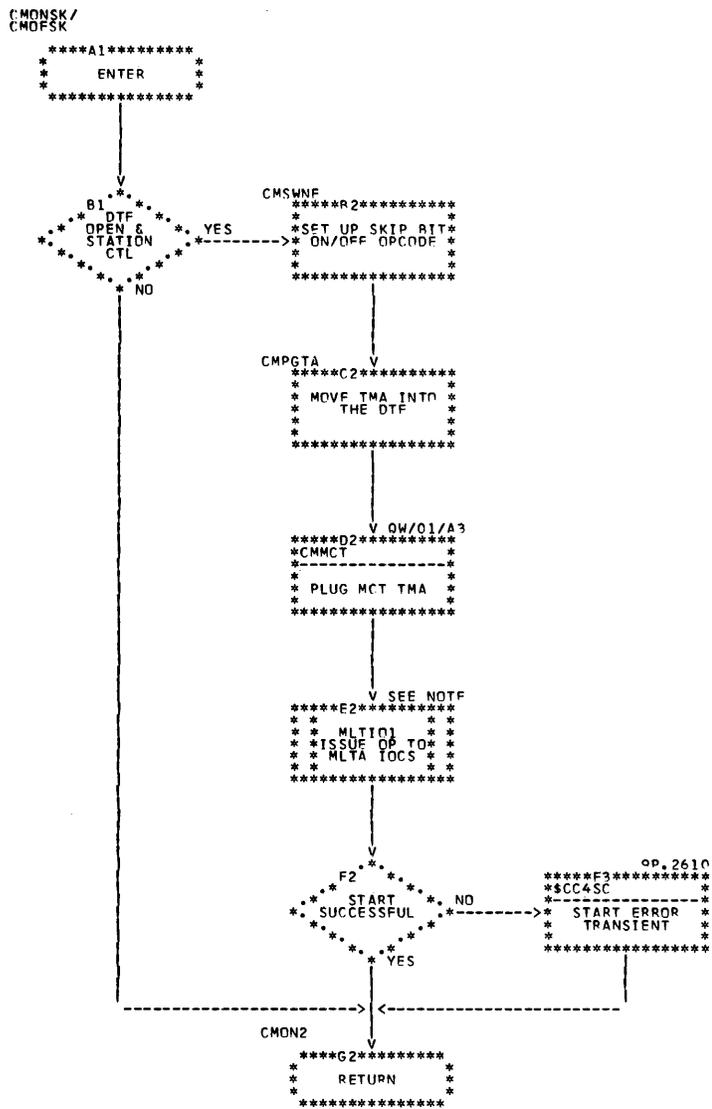 CMONSK/
CMOFSK
****A1*********
ENTER
B1
DTF
OPEN &
STATION
CTL
YES
NO
CMSWNF
*****B2**********
*SET UP SKIP BIT*
ON/OFF OPCODE
CMPGTA
*****C2**********
MOVE TMA INTO
THE DTF
QW/01/A3
*****D2**********
*CMMCT
*---------------*
PLUG MCT TMA
SEE NOTE
*****E2**********
MLTIO1
*ISSUE OP TO*
MLTA IOCS
F2
START
SUCCESSFUL
NO
YES
9P.2610
*****F3**********
*$CC4SC
*---------------*
START ERROR
TRANSIENT
CMON2
****G2*********
RETURN